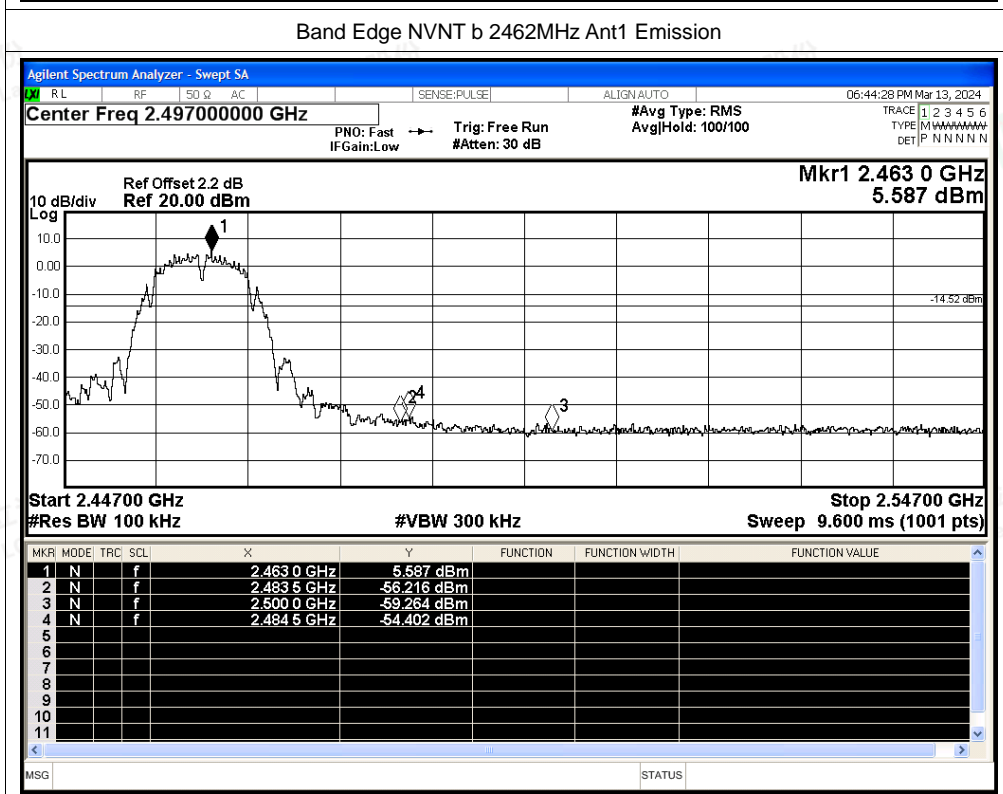 Band Edge NVNT b 2462MHz Ant1 Emission
Agilent Spectrum Analyzer - Swept SA
LXI RL RF 50 Ω AC SENSE:PULSE ALIGN AUTO 06:44:28 PM Mar 13, 2024
Center Freq 2.497000000 GHz #Avg Type: RMS TRACE 1 2 3 4 5 6
PNO: Fast Trig: Free Run Avg|Hold: 100/100 TYPE M
IFGain:Low #Atten: 30 dB DET P N N N N N
Mkr1 2.463 0 GHz
Ref Offset 2.2 dB
10 dB/div Ref 20.00 dBm 5.587 dBm
Log
1
10.0
0.00
-10.0
-14.52 dBm
-20.0
-30.0
-40.0
-50.0 2 4 3
-60.0
-70.0
Start 2.44700 GHz Stop 2.54700 GHz
#Res BW 100 kHz #VBW 300 kHz Sweep 9.600 ms (1001 pts)
MKR MODE TRC SCL X Y FUNCTION FUNCTION WIDTH FUNCTION VALUE
1 N f 2.463 0 GHz 5.587 dBm
2 N f 2.483 5 GHz -56.216 dBm
3 N f 2.500 0 GHz -59.264 dBm
4 N f 2.484 5 GHz -54.402 dBm
5
6
7
8
9
10
11
MSG STATUS